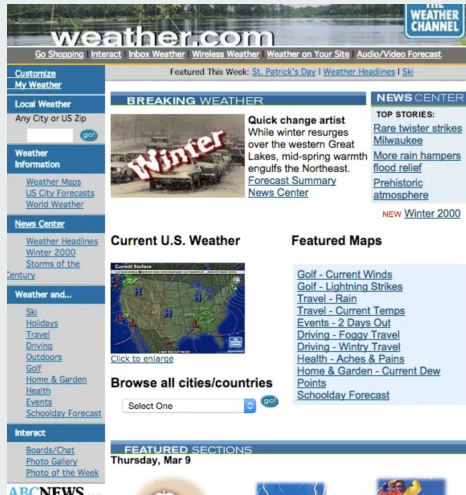 THE
WEATHER
CHANNEL
weather.com
Go Shopping | Interact | Inbox Weather | Wireless Weather | Weather on Your Site | Audio/Video Forecast
Customize
My Weather
Featured This Week: St. Patrick's Day | Weather Headlines | Ski
Local Weather
Any City or US Zip
go!
Weather
Information
Weather Maps
US City Forecasts
World Weather
News Center
Weather Headlines
Winter 2000
Storms of the
Century
Weather and...
Ski
Holidays
Travel
Driving
Outdoors
Golf
Home & Garden
Health
Events
Schoolday Forecast
Interact
Boards/Chat
Photo Gallery
Photo of the Week
ABCNEWS
BREAKING WEATHER
Winter
Quick change artist
While winter resurges
over the western Great
Lakes, mid-spring warmth
engulfs the Northeast.
Forecast Summary
News Center
NEWS CENTER
TOP STORIES:
Rare twister strikes
Milwaukee
More rain hampers
flood relief
Prehistoric
atmosphere
NEW Winter 2000
Current U.S. Weather
Current Surface
H
H
Click to enlarge
Browse all cities/countries
Select One
go!
Featured Maps
Golf - Current Winds
Golf - Lightning Strikes
Travel - Rain
Travel - Current Temps
Events - 2 Days Out
Driving - Foggy Travel
Driving - Wintry Travel
Health - Aches & Pains
Home & Garden - Current Dew
Points
Schoolday Forecast
FEATURED SECTIONS
Thursday, Mar 9